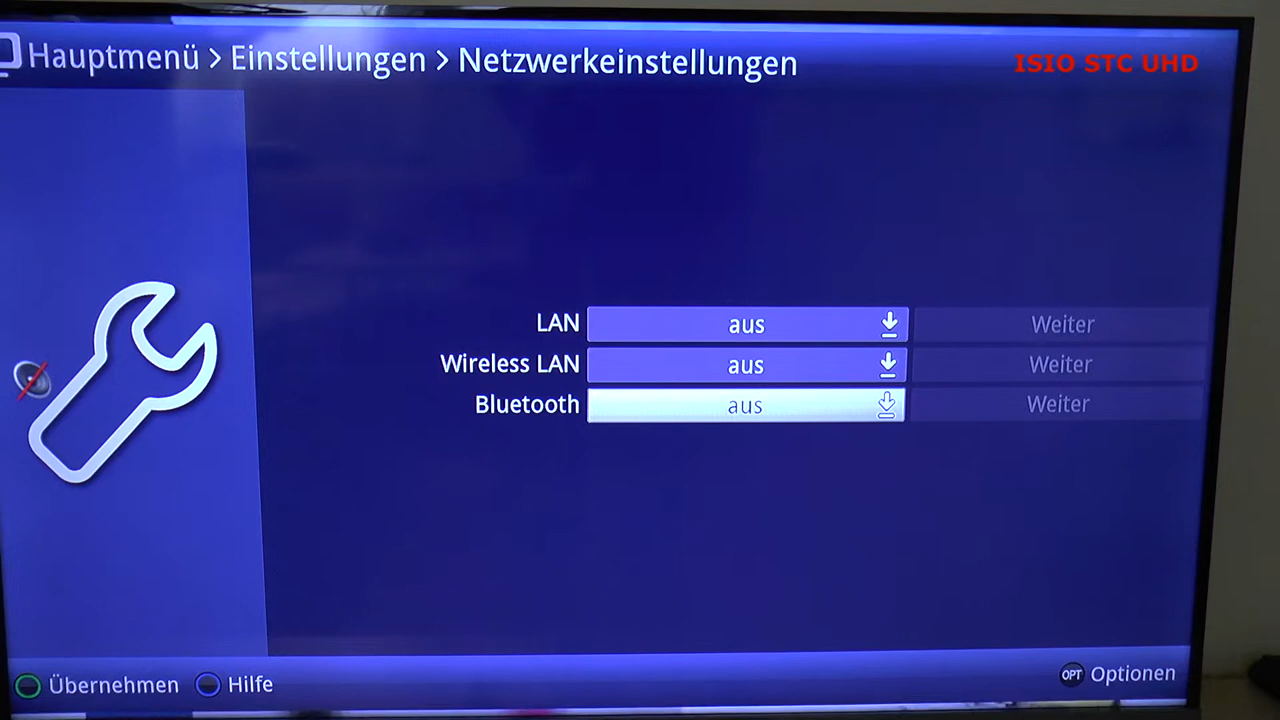 Hauptmenü > Einstellungen > Netzwerkeinstellungen
ISIO STC UHD
LAN aus Weiter
Wireless LAN aus Weiter
Bluetooth aus Weiter
Übernehmen Hilfe OPT Optionen